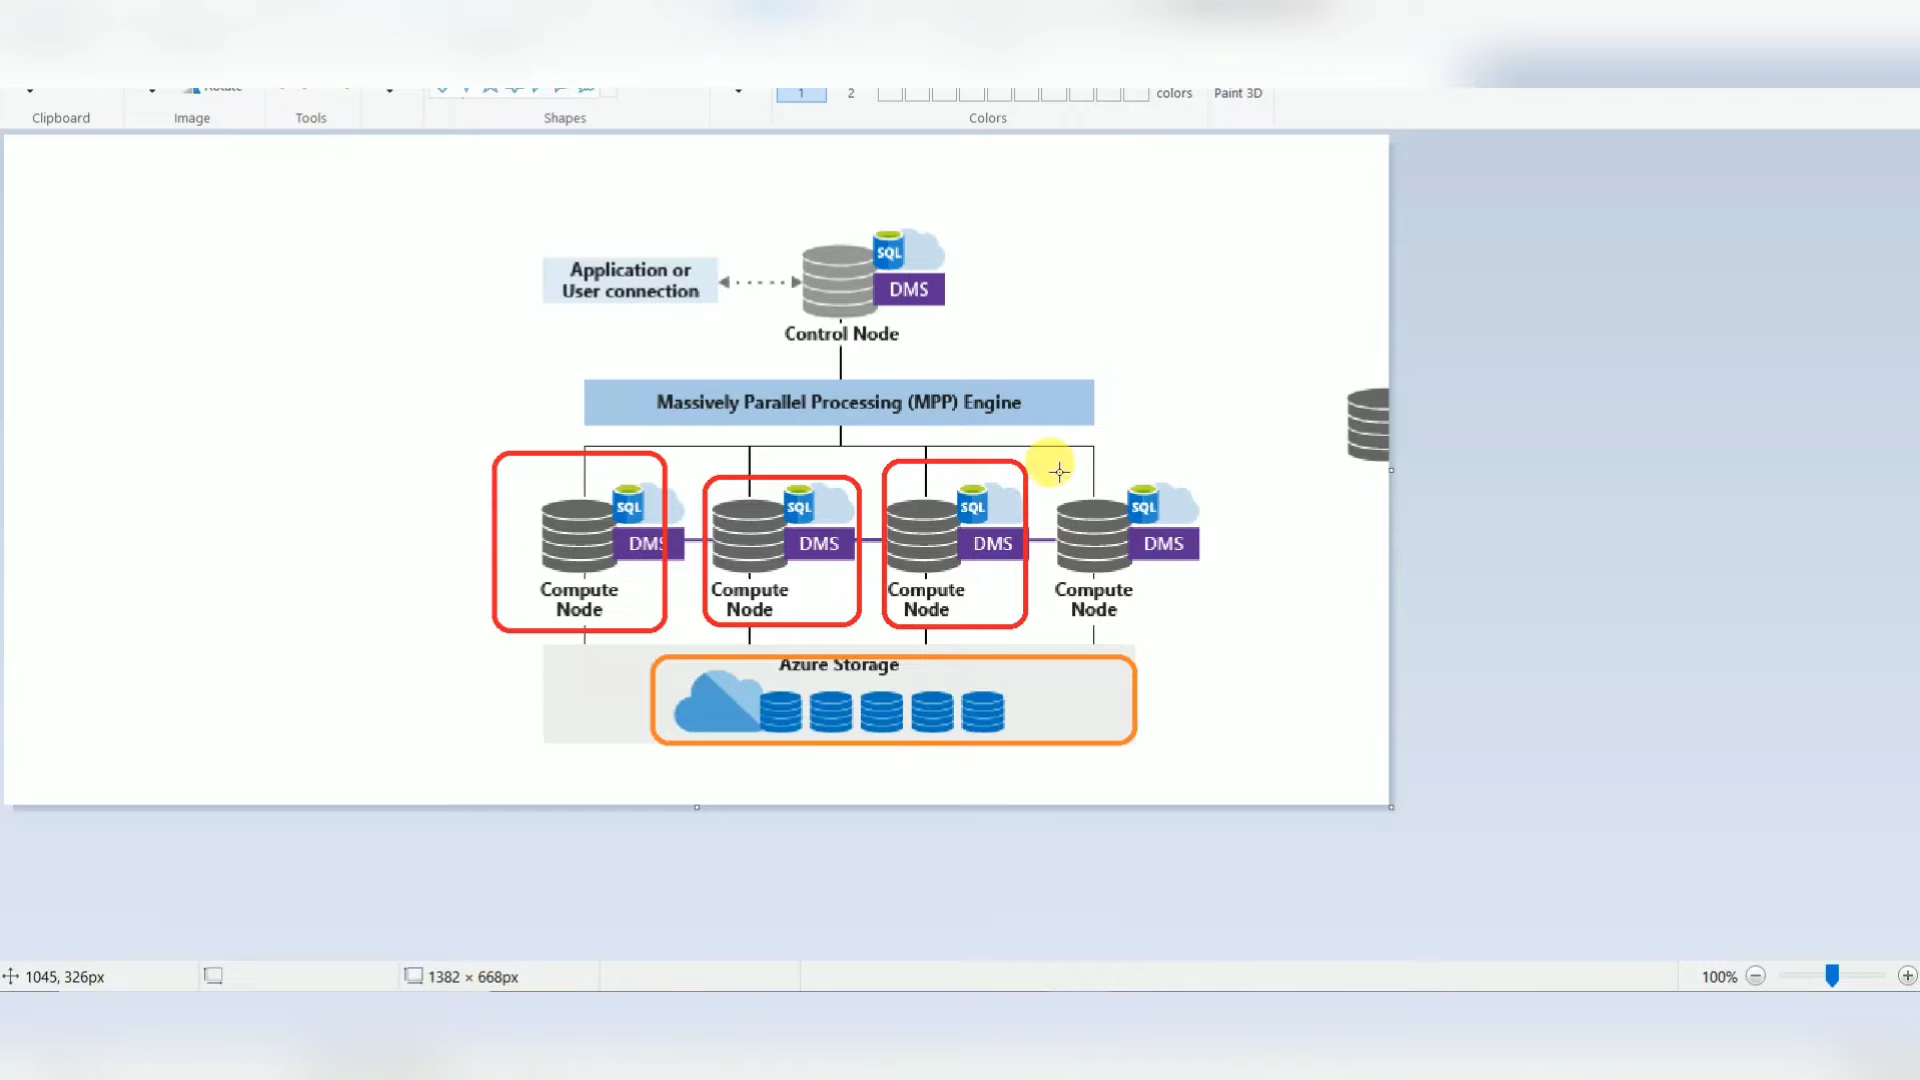 Rotate
1
2
colors
Paint 3D
Clipboard
Image
Tools
Shapes
Colors
Application or
User connection
SQL
DMS
Control Node
Massively Parallel Processing (MPP) Engine
SQL
DMS
Compute
Node
SQL
DMS
Compute
Node
SQL
DMS
Compute
Node
SQL
DMS
Compute
Node
Azure Storage
1045, 326px
1382 × 668px
100%